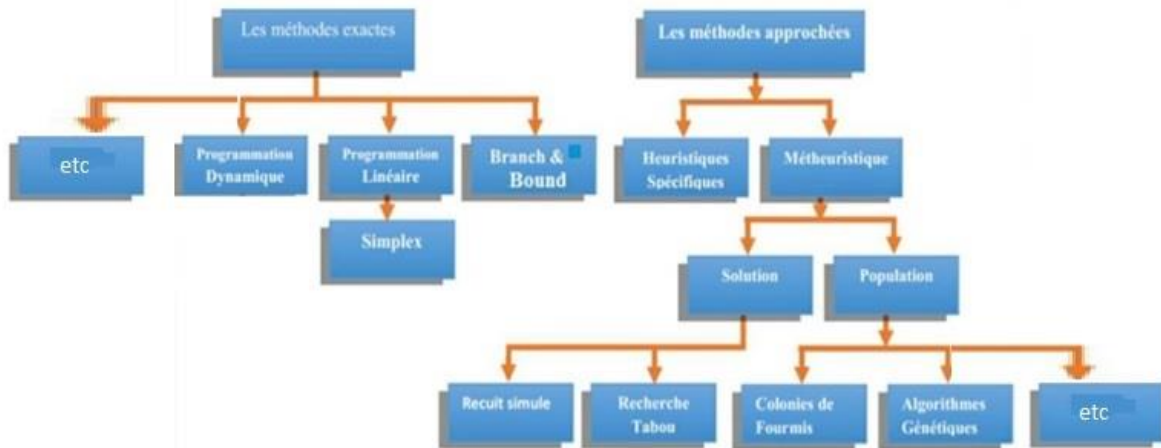 Les méthodes exactes
Les méthodes approchées
etc
Programmation
Dynamique
Programmation
Linéaire
Branch &
Bound
Heuristiques
Spécifiques
Métheuristique
Simplex
Solution
Population
Recuit simule
Recherche
Tabou
Colonies de
Fourmis
Algorithmes
Génétiques
etc